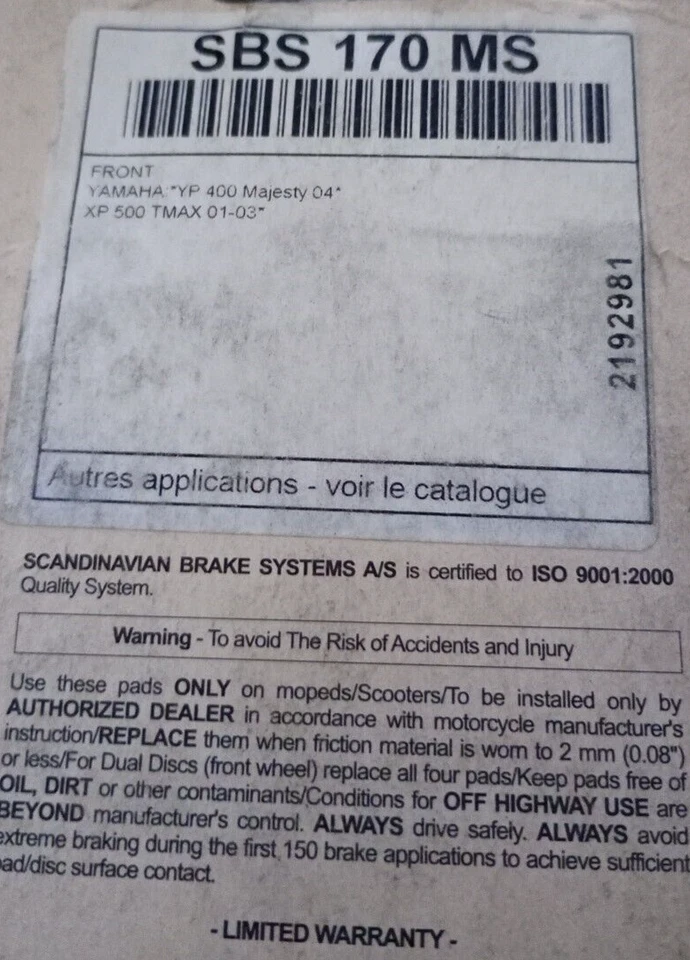 SBS 170 MS
FRONT
YAMAHA: "YP 400 Majesty 04"
XP 500 TMAX 01-03"
2192981
Autres applications - voir le catalogue
SCANDINAVIAN BRAKE SYSTEMS A/S is certified to ISO 9001:2000
Quality System.
Warning - To avoid The Risk of Accidents and Injury
Use these pads ONLY on mopeds/Scooters/To be installed only by
AUTHORIZED DEALER in accordance with motorcycle manufacturer's
instruction/REPLACE them when friction material is worn to 2 mm (0.08")
or less/For Dual Discs (front wheel) replace all four pads/Keep pads free of
OIL, DIRT or other contaminants/Conditions for OFF HIGHWAY USE are
BEYOND manufacturer's control. ALWAYS drive safely. ALWAYS avoid
extreme braking during the first 150 brake applications to achieve sufficient
pad/disc surface contact.
- LIMITED WARRANTY -